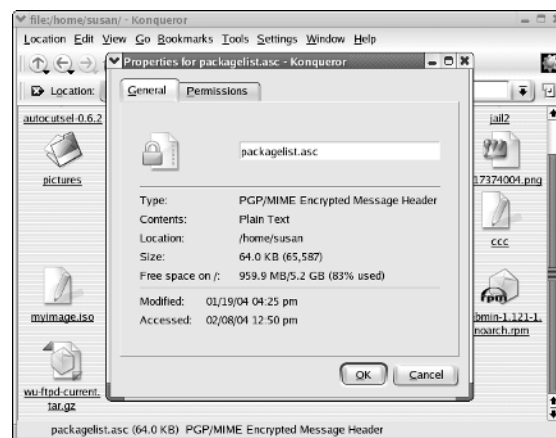 file:/home/susan/ - Konqueror
Location Edit View Go Bookmarks Tools Settings Window Help
Properties for packagelist.asc - Konqueror
Location:
General Permissions
autocutsel-0.6.2
jail2
packagelist.asc
pictures
17374004.png
Type: PGP/MIME Encrypted Message Header
Contents: Plain Text
Location: /home/susan
Size: 64.0 KB (65,587)
Free space on /: 959.9 MB/5.2 GB (83% used)
ccc
Modified: 01/19/04 04:25 pm
Accessed: 02/08/04 12:50 pm
rpm
myimage.iso
bmin-1.121-1.
noarch.rpm
OK Cancel
wu-ftpd-current.
tar.gz
packagelist.asc (64.0 KB) PGP/MIME Encrypted Message Header